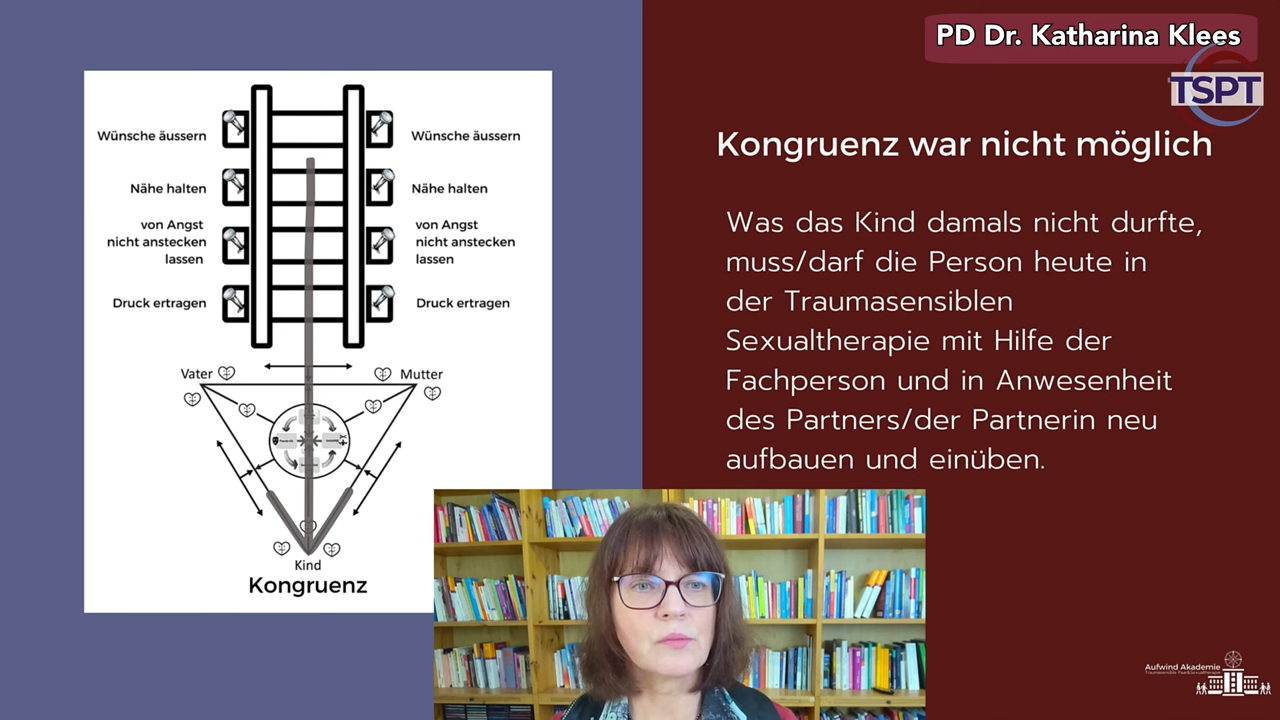 PD Dr. Katharina Klees
TSPT
Wünsche äussern
Wünsche äussern
Nähe halten
Nähe halten
von Angst
nicht anstecken
lassen
von Angst
nicht anstecken
lassen
Druck ertragen
Druck ertragen
Vater
Mutter
Kind
Kongruenz
Kongruenz war nicht möglich
Was das Kind damals nicht durfte,
muss/darf die Person heute in
der Traumasensiblen
Sexualtherapie mit Hilfe der
Fachperson und in Anwesenheit
des Partners/der Partnerin neu
aufbauen und einüben.
Aufwind Akademie